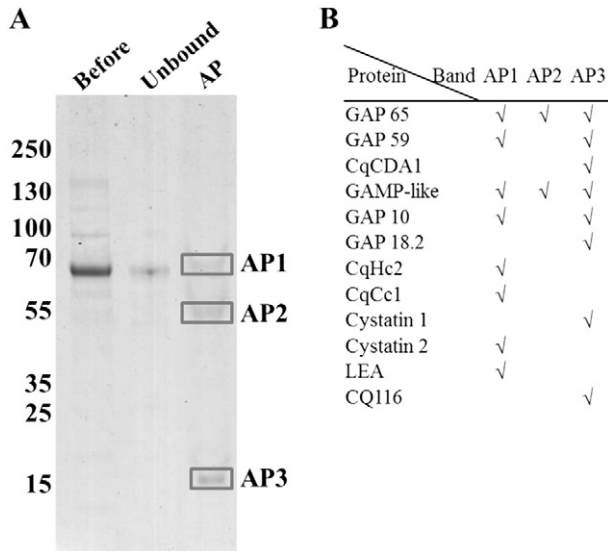 A
Before Unbound AP
250
130
100
70
55
35
25
15
AP1
AP2
AP3
B
Protein Band AP1 AP2 AP3
GAP 65 √ √ √
GAP 59 √ √
CqCDA1 √
GAMP-like √ √ √
GAP 10 √ √
GAP 18.2 √
CqHc2 √
CqCc1 √
Cystatin 1 √
Cystatin 2 √
LEA √
CQ116 √